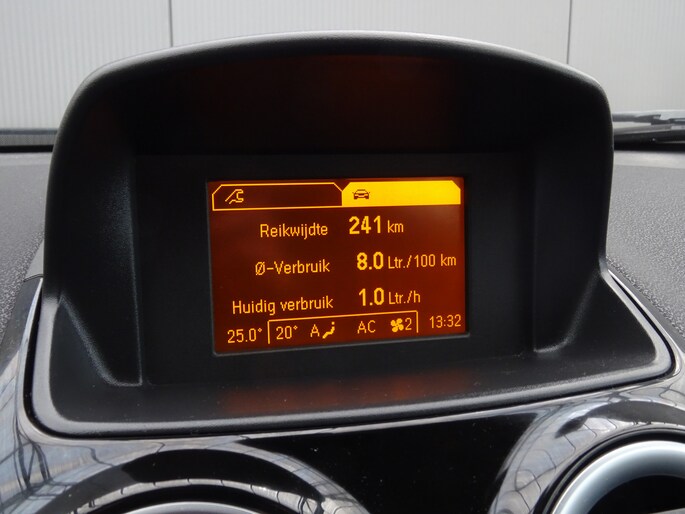 Reikwijdte 241 km
Ø-Verbruik 8.0 Ltr./100 km
Huidig verbruik 1.0 Ltr./h
25.0° 20° A AC 2 13:32